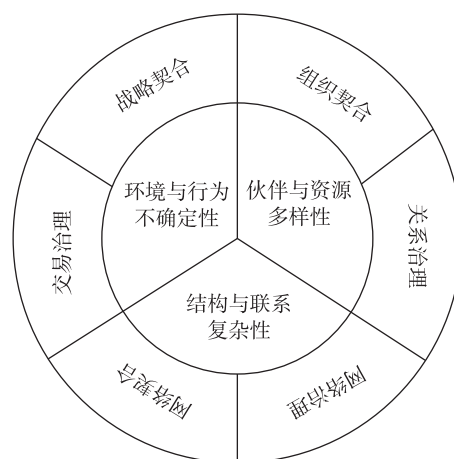 战略契合
组织契合
环境与行为
不确定性
伙伴与资源
多样性
交易治理
关系治理
结构与联系
复杂性
网络契合
网络治理